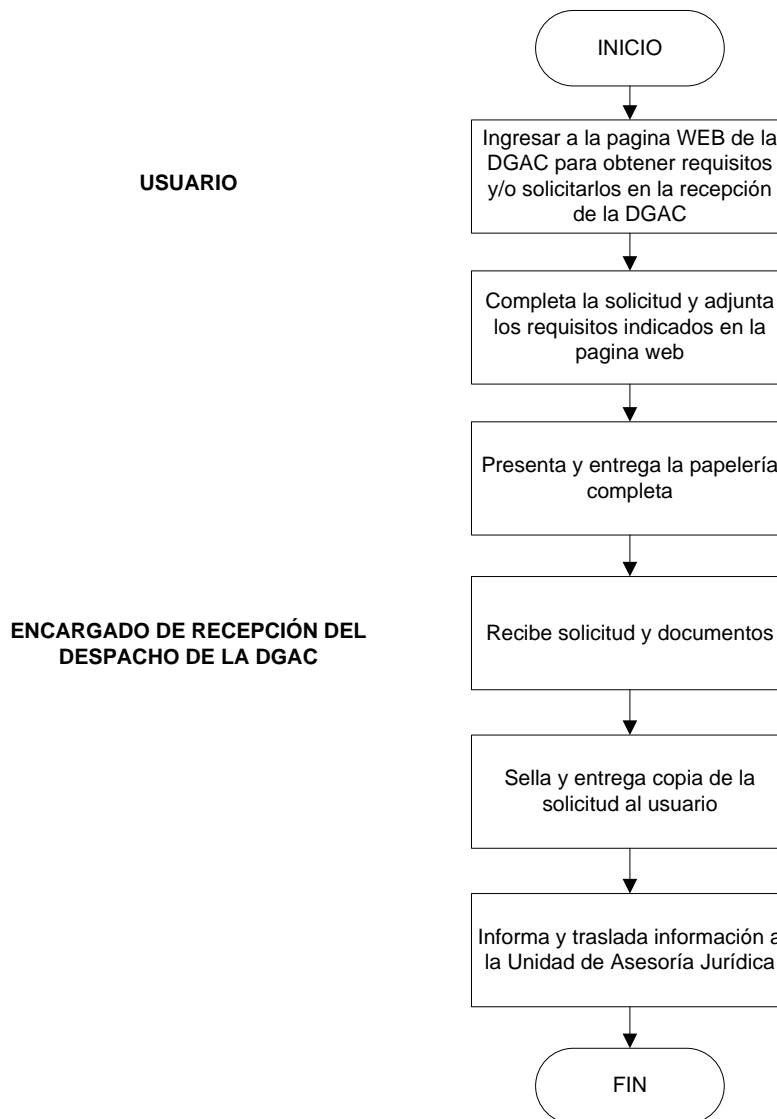 INICIO
Ingresar a la pagina WEB de la
DGAC para obtener requisitos
y/o solicitarlos en la recepción
de la DGAC
USUARIO
Completa la solicitud y adjunta
los requisitos indicados en la
pagina web
Presenta y entrega la papelería
completa
ENCARGADO DE RECEPCIÓN DEL
DESPACHO DE LA DGAC
Recibe solicitud y documentos
Sella y entrega copia de la
solicitud al usuario
Informa y traslada información a
la Unidad de Asesoría Jurídica
FIN